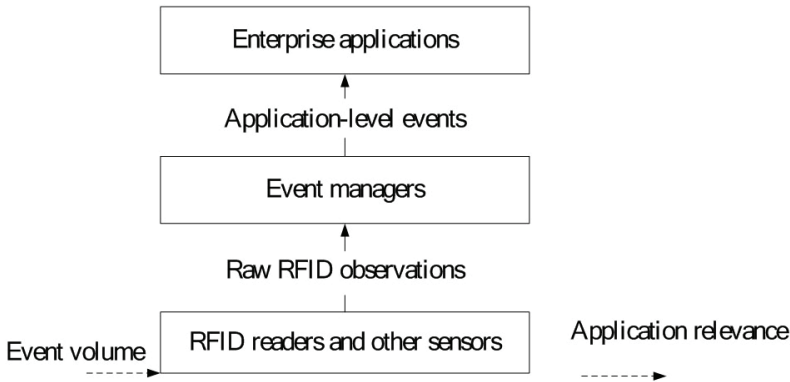 Enterprise applications
Application-level events
Event managers
Raw RFID observations
RFID readers and other sensors
Event volume
Application relevance